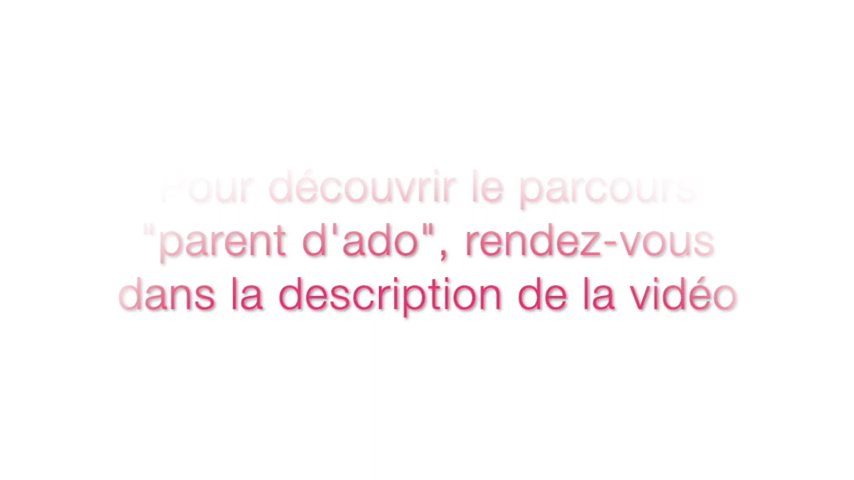 Pour découvrir le parcours
"parent d'ado", rendez-vous
dans la description de la vidéo